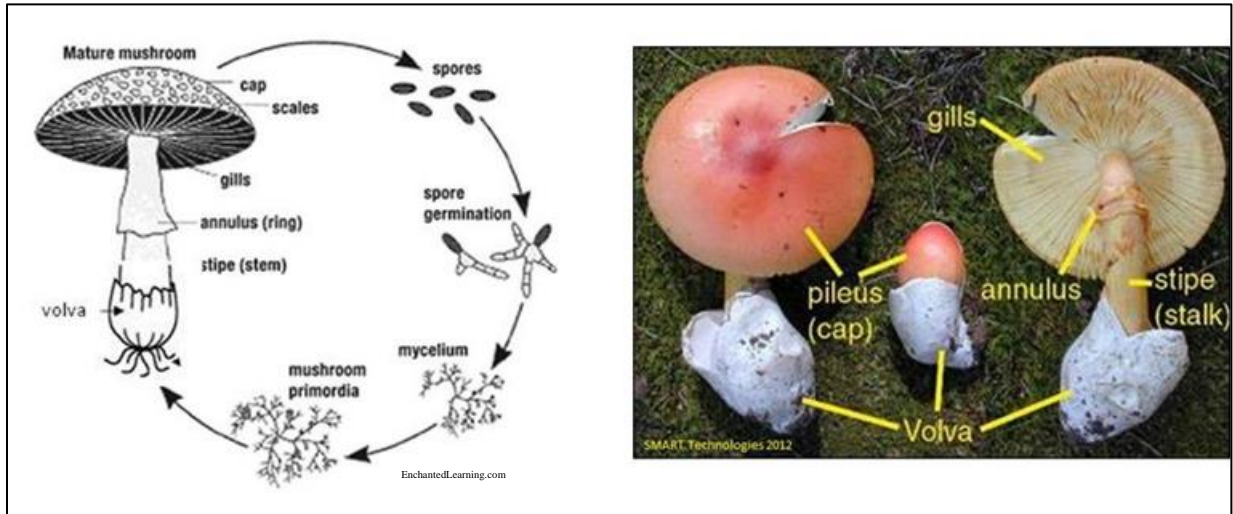 Mature mushroom
cap
scales
gills
annulus (ring)
stipe (stem)
volva
spores
spore
germination
mycelium
mushroom
primordia
EnchantedLearning.com
gills
pileus
(cap)
annulus
stipe
(stalk)
Volva
SMART Technologies 2012